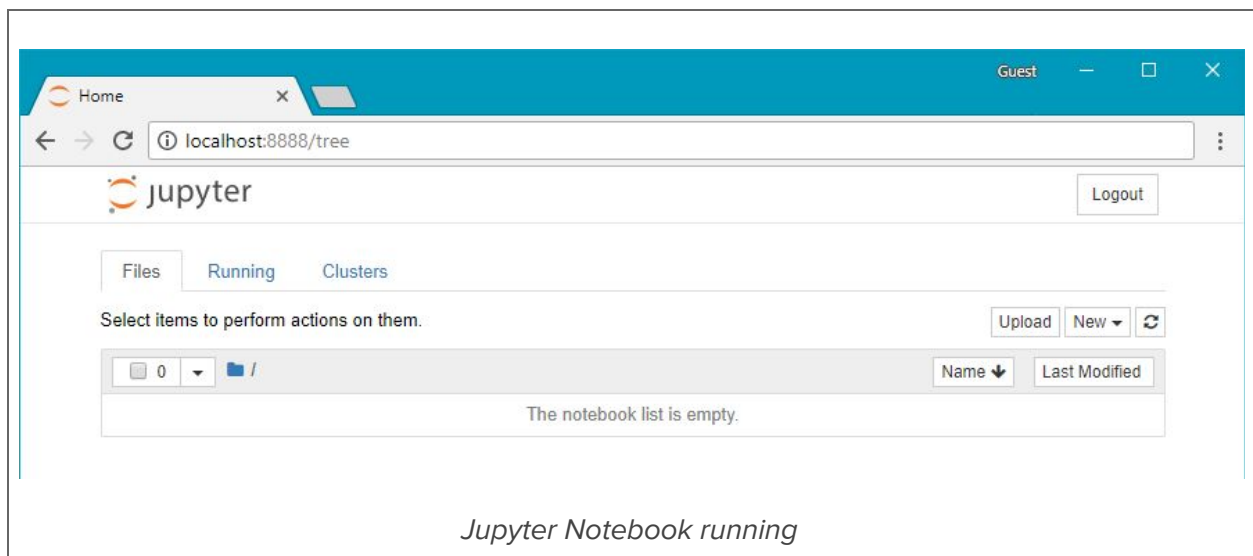 Guest
Home
localhost:8888/tree
jupyter
Logout
Files Running Clusters
Select items to perform actions on them.
Upload New
0 /
Name Last Modified
The notebook list is empty.
Jupyter Notebook running